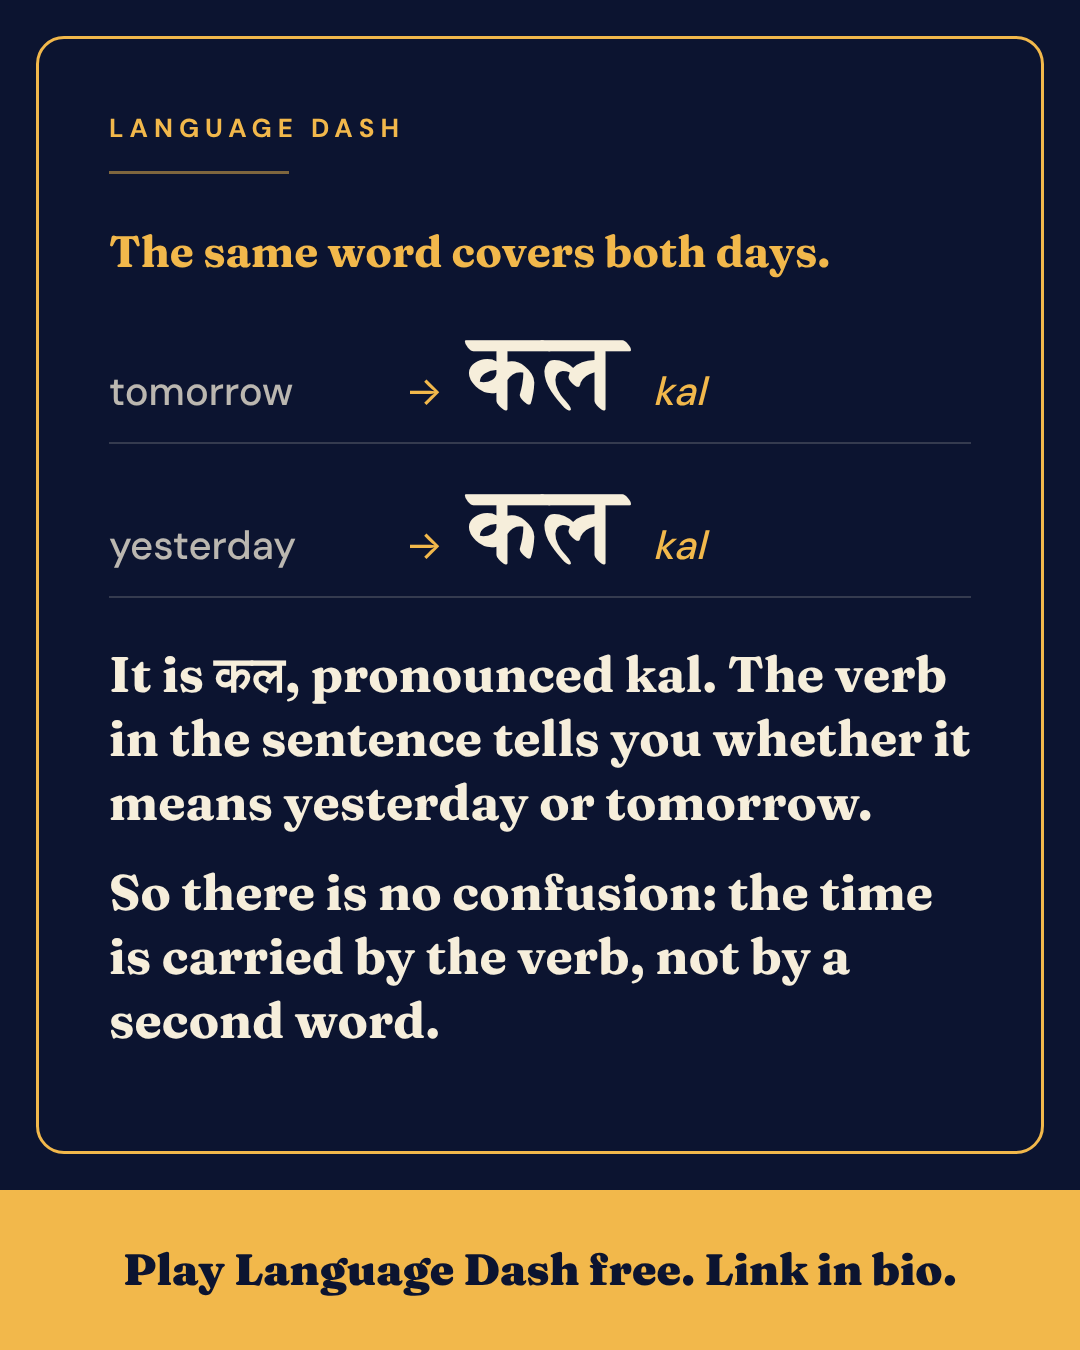 LANGUAGE DASH
The same word covers both days.
tomorrow → कल kal
yesterday → कल kal
It is कल, pronounced kal. The verb
in the sentence tells you whether it
means yesterday or tomorrow.
So there is no confusion: the time
is carried by the verb, not by a
second word.
Play Language Dash free. Link in bio.